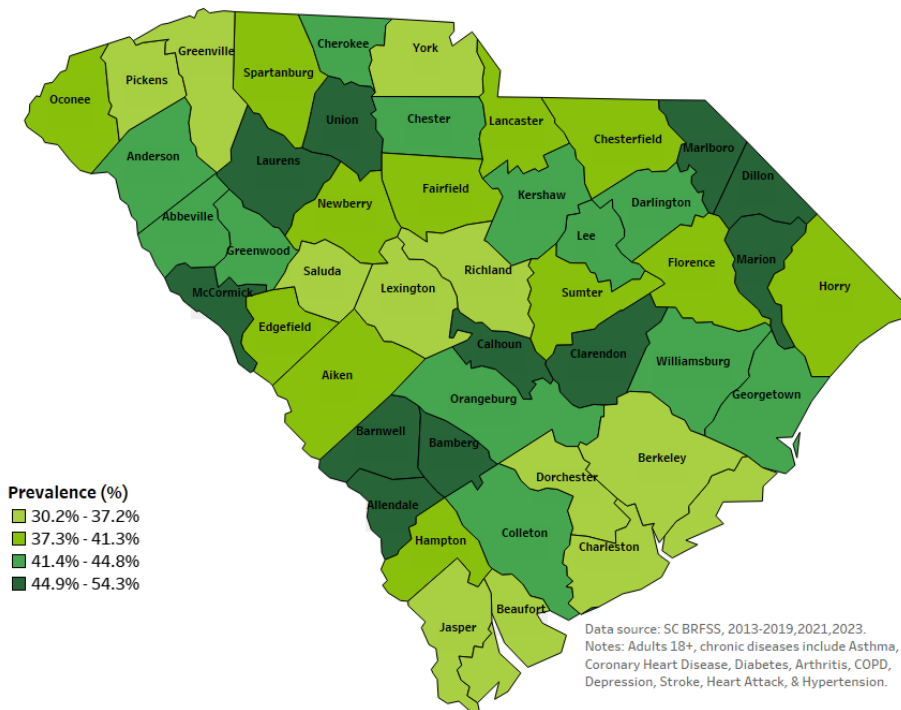 Cherokee
York
Greenville
Spartanburg
Pickens
Oconee
Union
Chester
Lancaster
Chesterfield
Marlboro
Anderson
Laurens
Dillon
Fairfield
Kershaw
Newberry
Darlington
Abbeville
Lee
Greenwood
Saluda
Richland
Florence
Marion
Lexington
McCormick
Sumter
Horry
Edgefield
Calhoun
Clarendon
Williamsburg
Aiken
Orangeburg
Georgetown
Barnwell
Bamberg
Berkeley
Dorchester
Prevalence (%)
30.2% - 37.2%
37.3% - 41.3%
41.4% - 44.8%
44.9% - 54.3%
Allendale
Colleton
Hampton
Charleston
Beaufort
Jasper
Data source: SC BRFSS, 2013-2019,2021,2023.
Notes: Adults 18+, chronic diseases include Asthma,
Coronary Heart Disease, Diabetes, Arthritis, COPD,
Depression, Stroke, Heart Attack, & Hypertension.